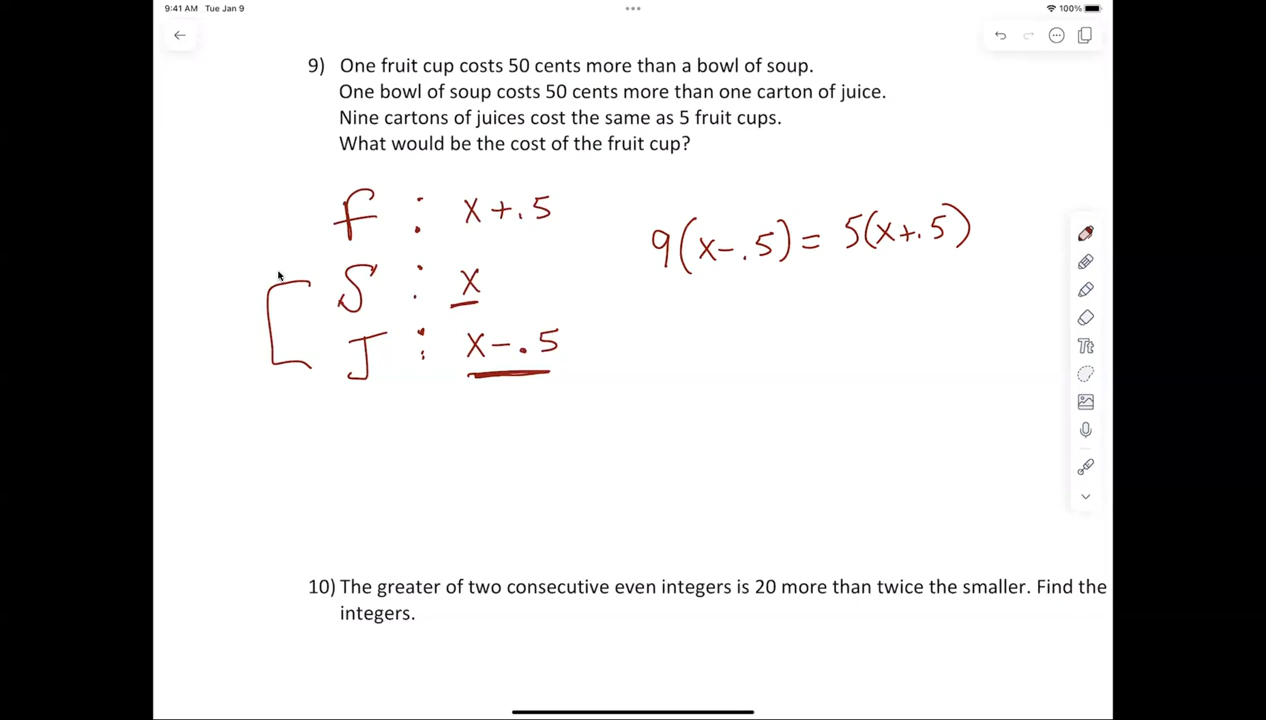 9:41 AM Tue Jan 9
100%
9) One fruit cup costs 50 cents more than a bowl of soup.
One bowl of soup costs 50 cents more than one carton of juice.
Nine cartons of juices cost the same as 5 fruit cups.
What would be the cost of the fruit cup?
f : x+.5
9(x-.5)= 5(x+.5)
S : x
J : x-.5
Tt
10) The greater of two consecutive even integers is 20 more than twice the smaller. Find the
integers.